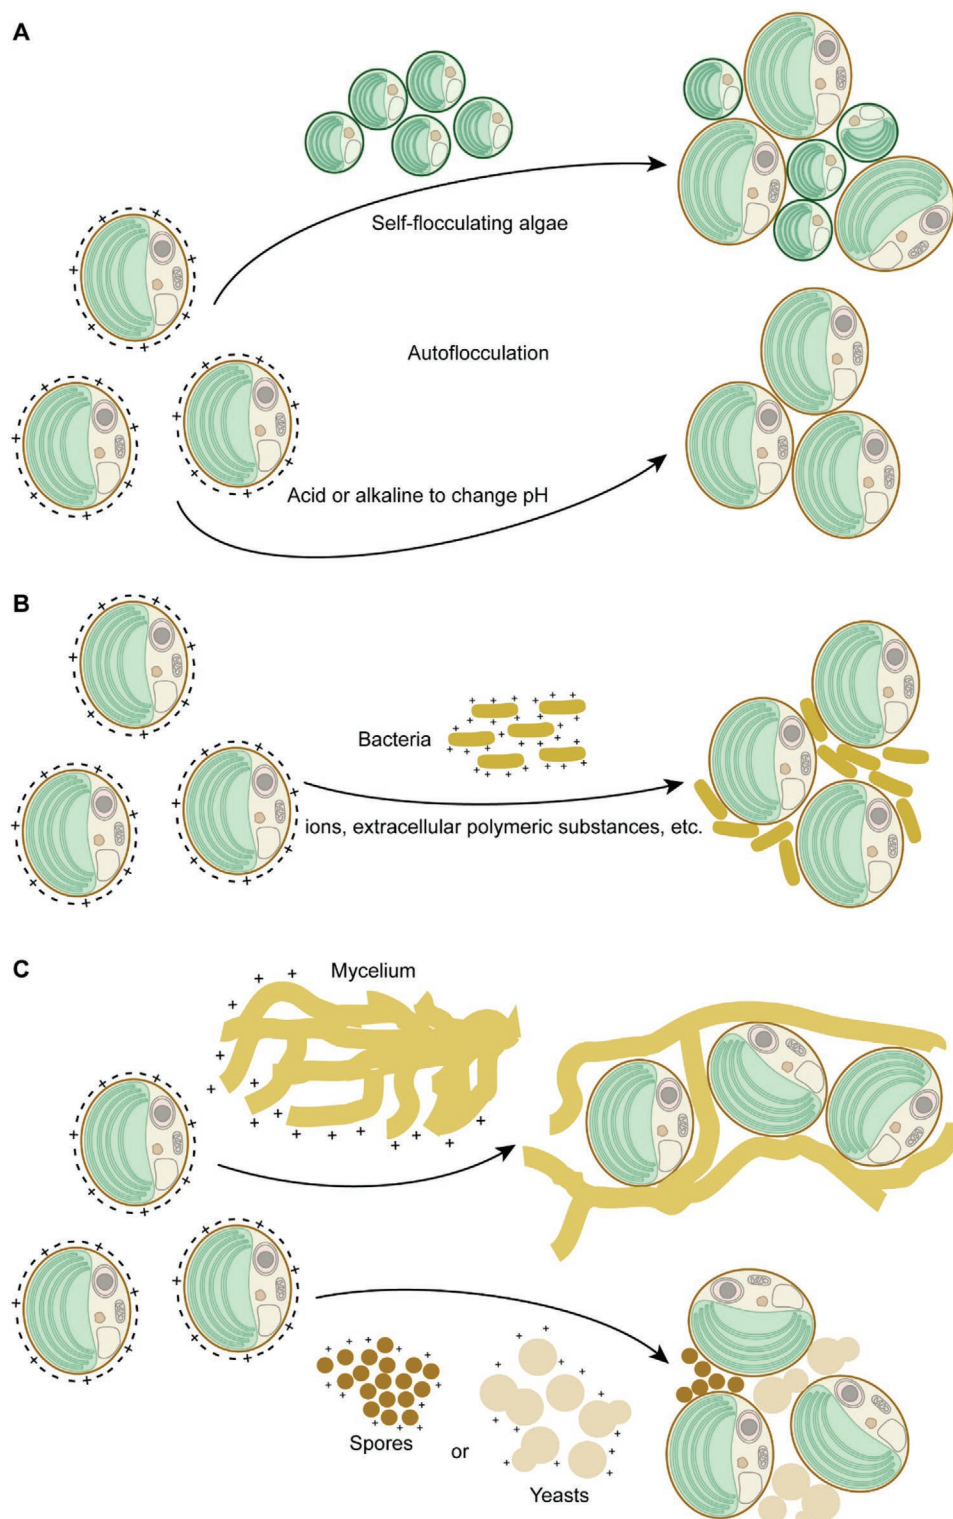 A
Self-flocculating algae
Autoflocculation
Acid or alkaline to change pH
B
Bacteria
ions, extracellular polymeric substances, etc.
C
Mycelium
Spores
or
Yeasts